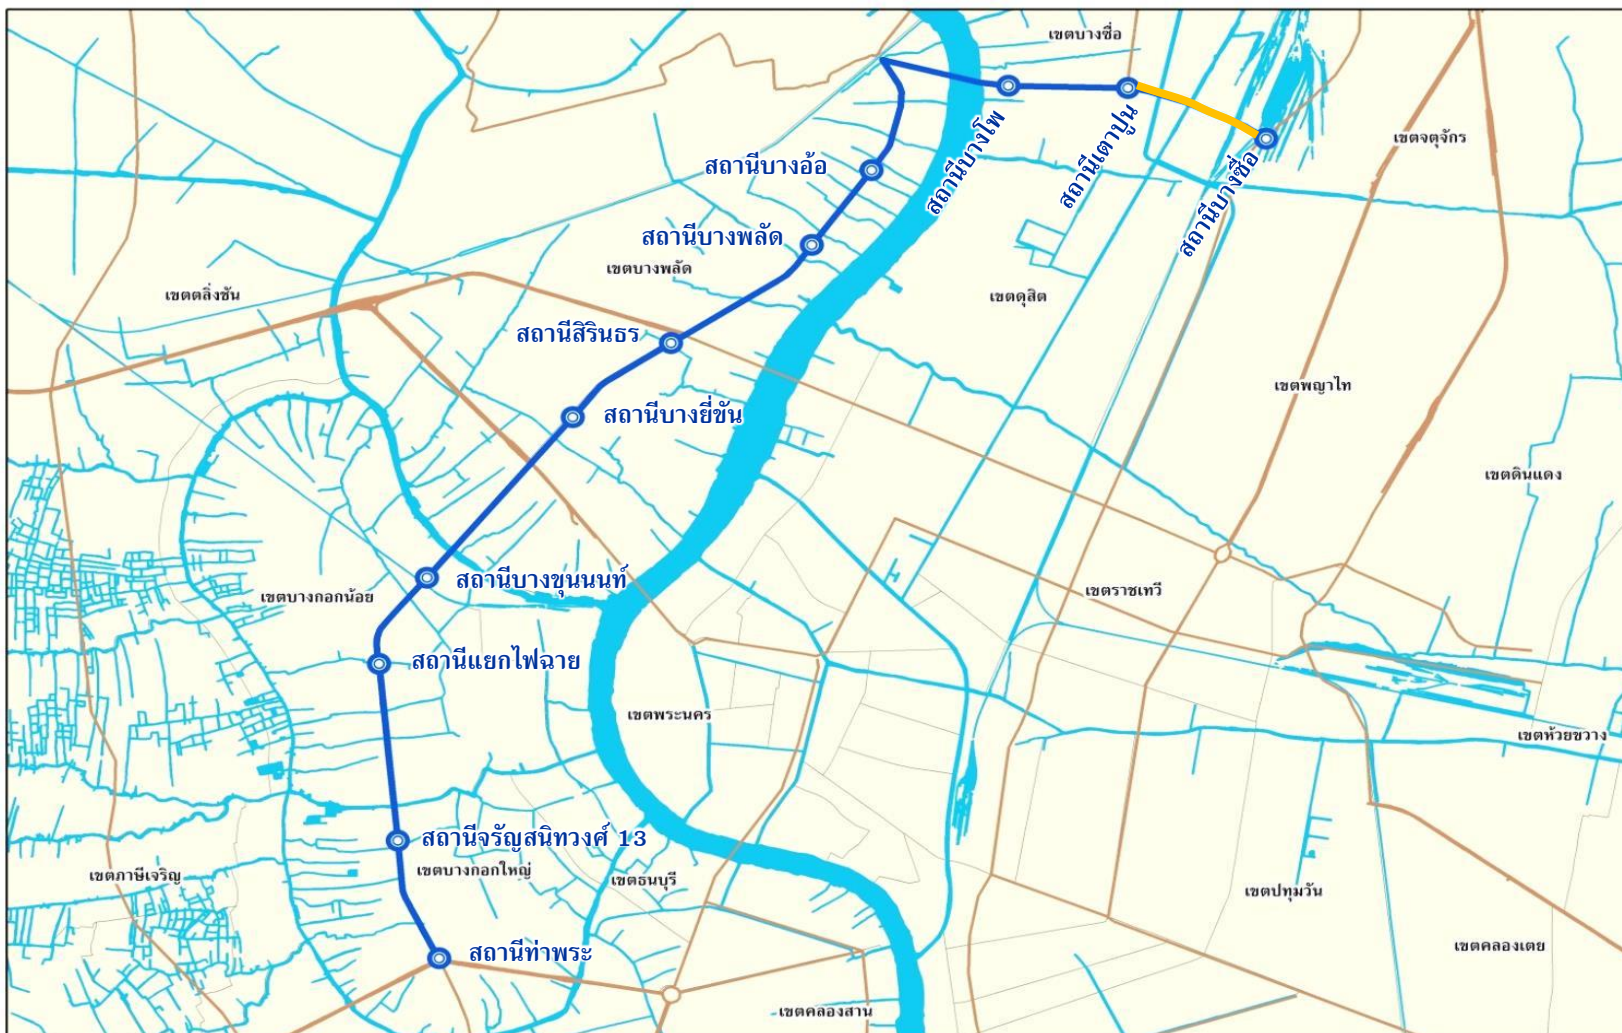 เขตบางซื่อ
เขตจตุจักร
สถานีบางโพ
สถานีเตาปูน
สถานีบางซื่อ
สถานีบางอ้อ
สถานีบางพลัด
เขตบางพลัด
เขตตลิ่งชัน
เขตดุสิต
สถานีสิรินธร
เขตพญาไท
สถานีบางยี่ขัน
เขตดินแดง
สถานีบางขุนนนท์
เขตบางกอกน้อย
เขตราชเทวี
สถานีแยกไฟฉาย
เขตพระนคร
เขตห้วยขวาง
สถานีจรัญสนิทวงศ์ 13
เขตบางกอกใหญ่
เขตภาษีเจริญ
เขตธนบุรี
เขตปทุมวัน
เขตคลองเตย
สถานีท่าพระ
เขตคลองสาน